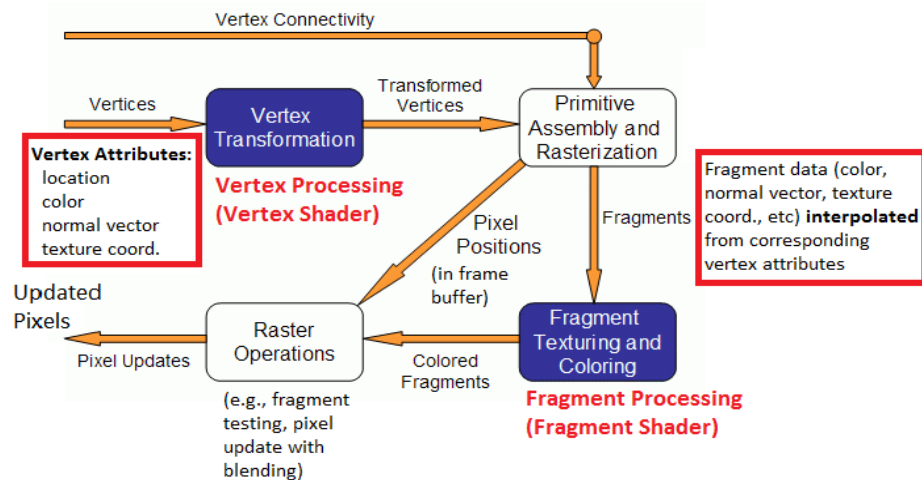 Vertex Connectivity
Vertices
Vertex
Transformation
Transformed
Vertices
Primitive
Assembly and
Rasterization
Vertex Attributes:
location
color
normal vector
texture coord.
Vertex Processing
(Vertex Shader)
Fragment data (color,
normal vector, texture
coord., etc) interpolated
from corresponding
vertex attributes
Fragments
Pixel
Positions
(in frame
buffer)
Updated
Pixels
Pixel Updates
Raster
Operations
Colored
Fragments
Fragment
Texturing and
Coloring
(e.g., fragment
testing, pixel
update with
blending)
Fragment Processing
(Fragment Shader)